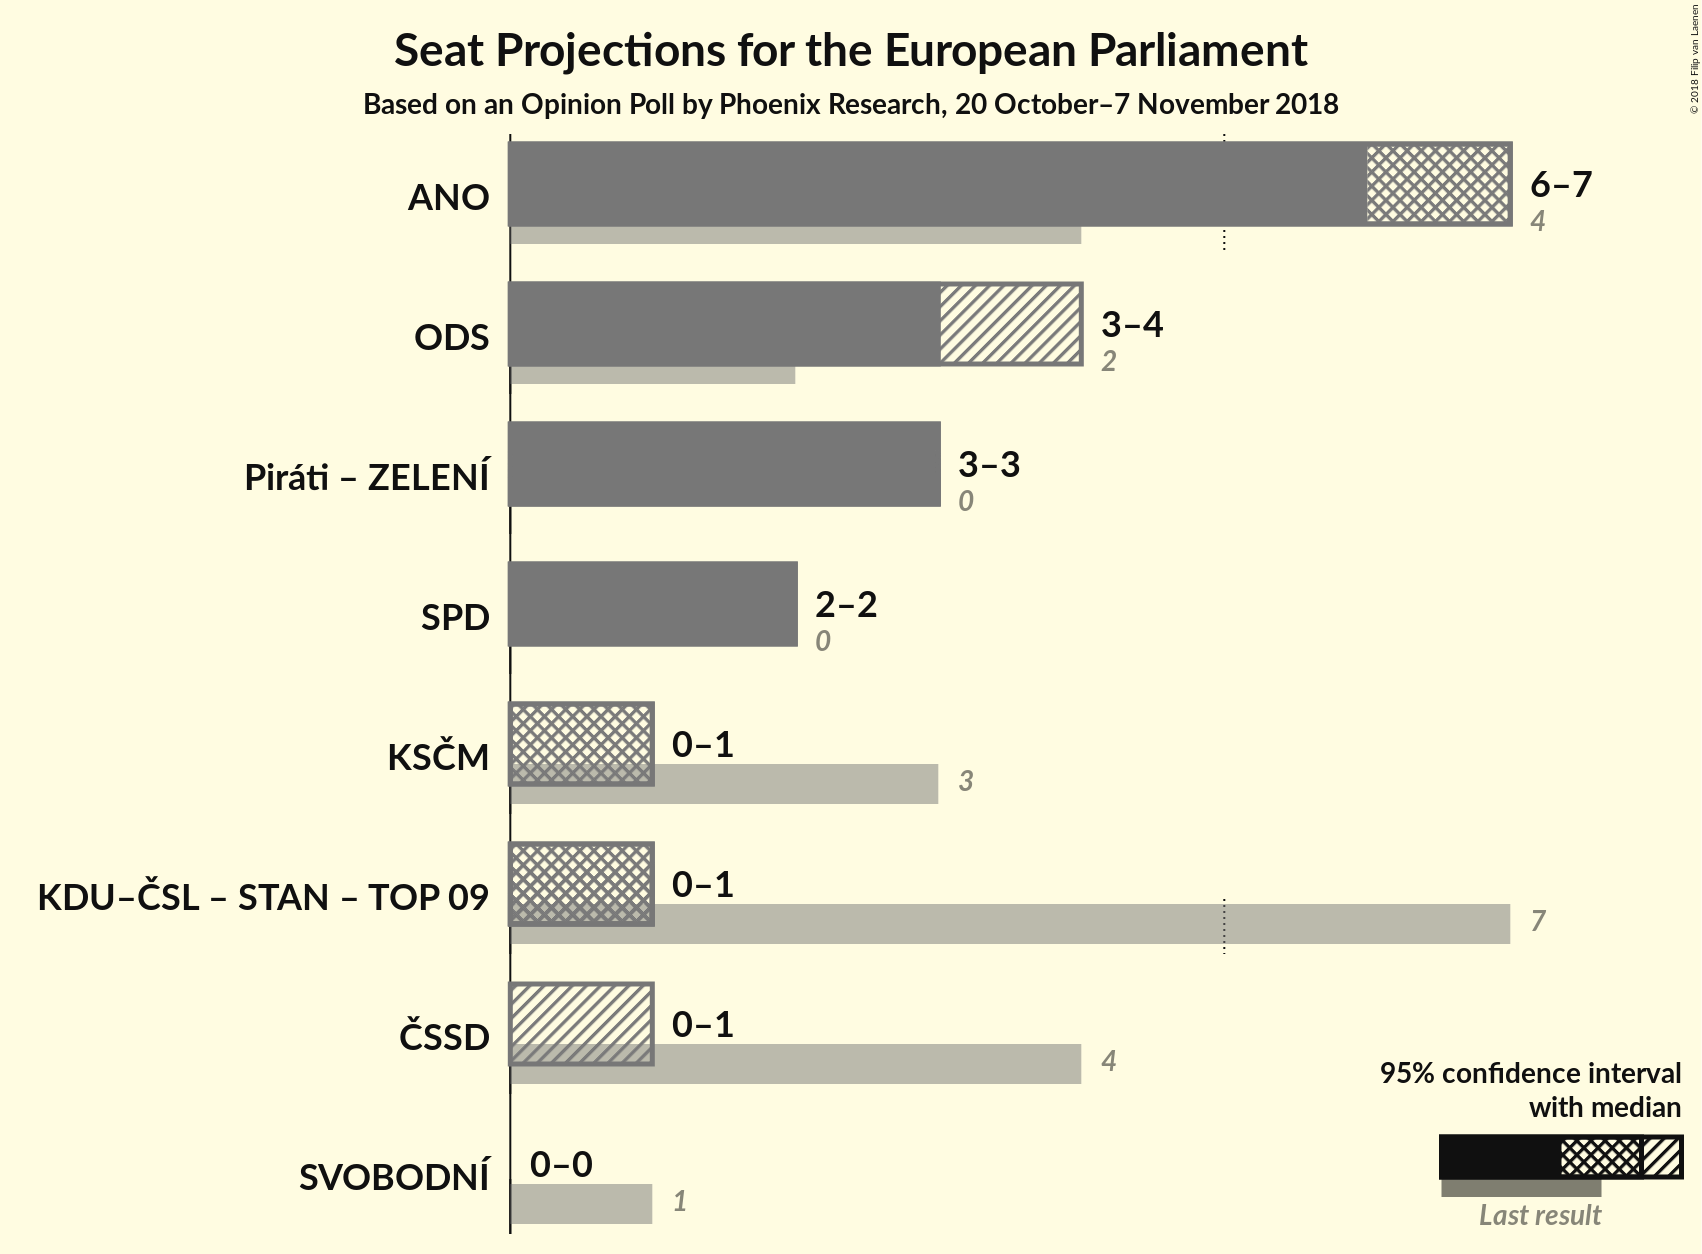 Seat Projections for the European Parliament
Based on an Opinion Poll by Phoenix Research, 20 October–7 November 2018
© 2018 Filip van Laenen
ANO
6–7
4
ODS
3–4
2
Piráti – ZELENÍ
3–3
0
SPD
2–2
0
KSČM
0–1
3
KDU–ČSL – STAN – TOP 09
0–1
7
ČSSD
0–1
4
SVOBODNÍ
0–0
1
95% confidence interval
with median
Last result